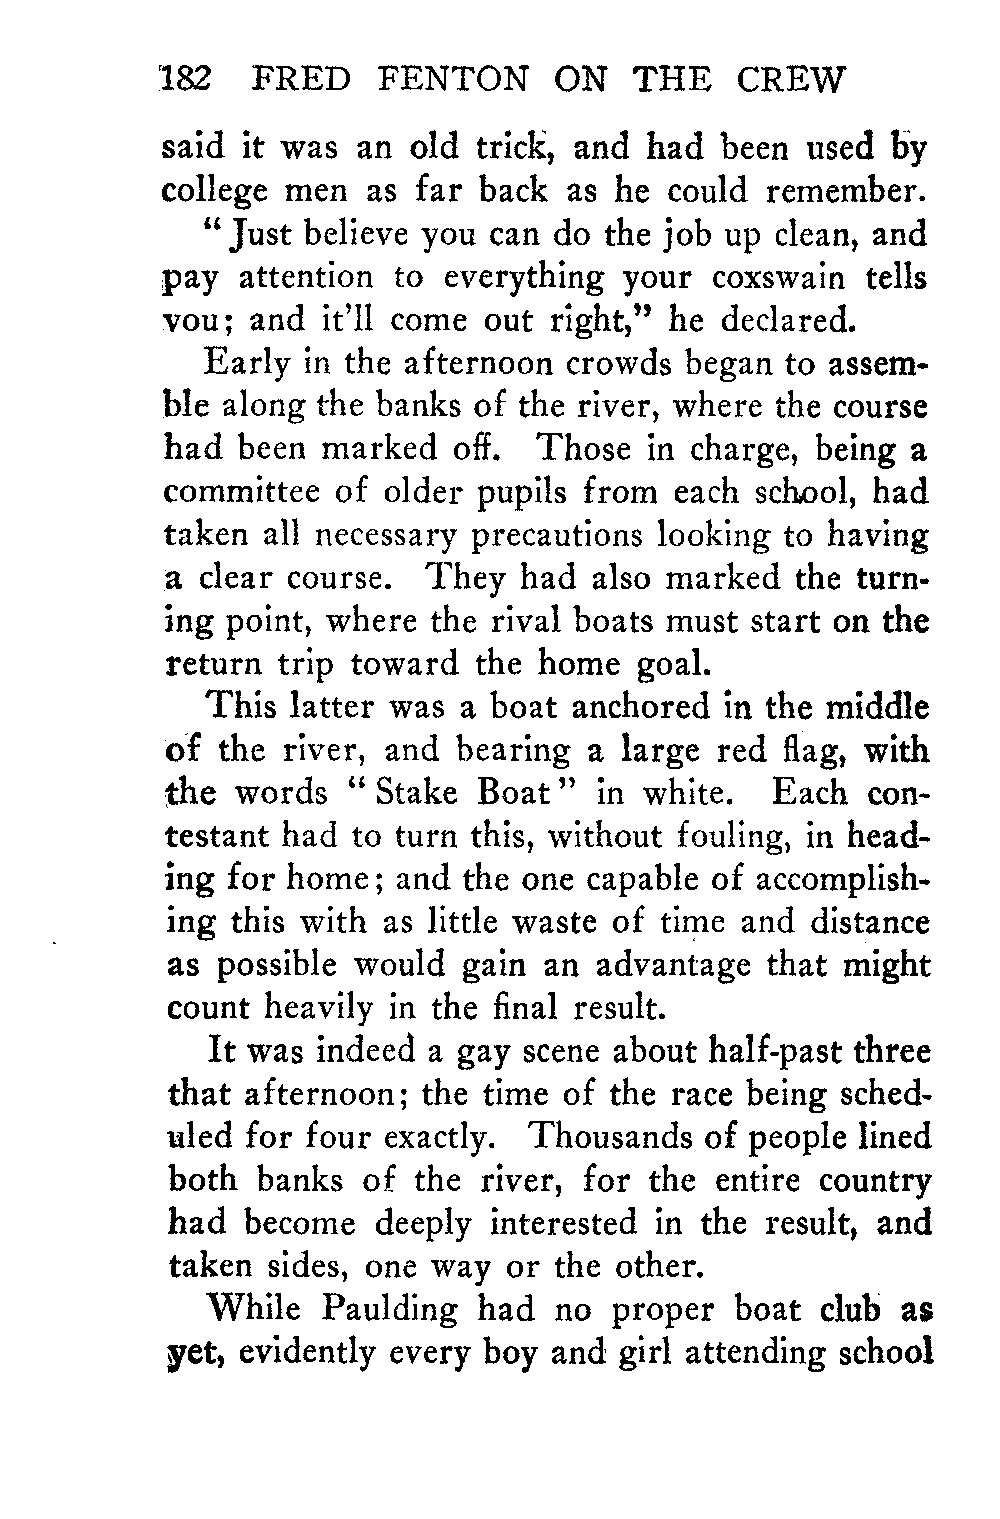 182 FRED FENTON ON THE CREW
said it was an old trick, and had been used by
college men as far back as he could remember.
“Just believe you can do the job up clean, and
pay attention to everything your coxswain tells
you; and it'll come out right,” he declared.
Early in the afternoon crowds began to assem-
ble along the banks of the river, where the course
had been marked off. Those in charge, being a
committee of older pupils from each school, had
taken all necessary precautions looking to having
a clear course. They had also marked the turn-
ing point, where the rival boats must start on the
return trip toward the home goal.
This latter was a boat anchored in the middle
of the river, and bearing a large red flag, with
the words “Stake Boat” in white. Each con-
testant had to turn this, without fouling, in head-
ing for home; and the one capable of accomplish-
ing this with as little waste of time and distance
as possible would gain an advantage that might
count heavily in the final result.
It was indeed a gay scene about half-past three
that afternoon; the time of the race being sched-
uled for four exactly. Thousands of people lined
both banks of the river, for the entire country
had become deeply interested in the result, and
taken sides, one way or the other.
While Paulding had no proper boat club as
yet, evidently every boy and girl attending school